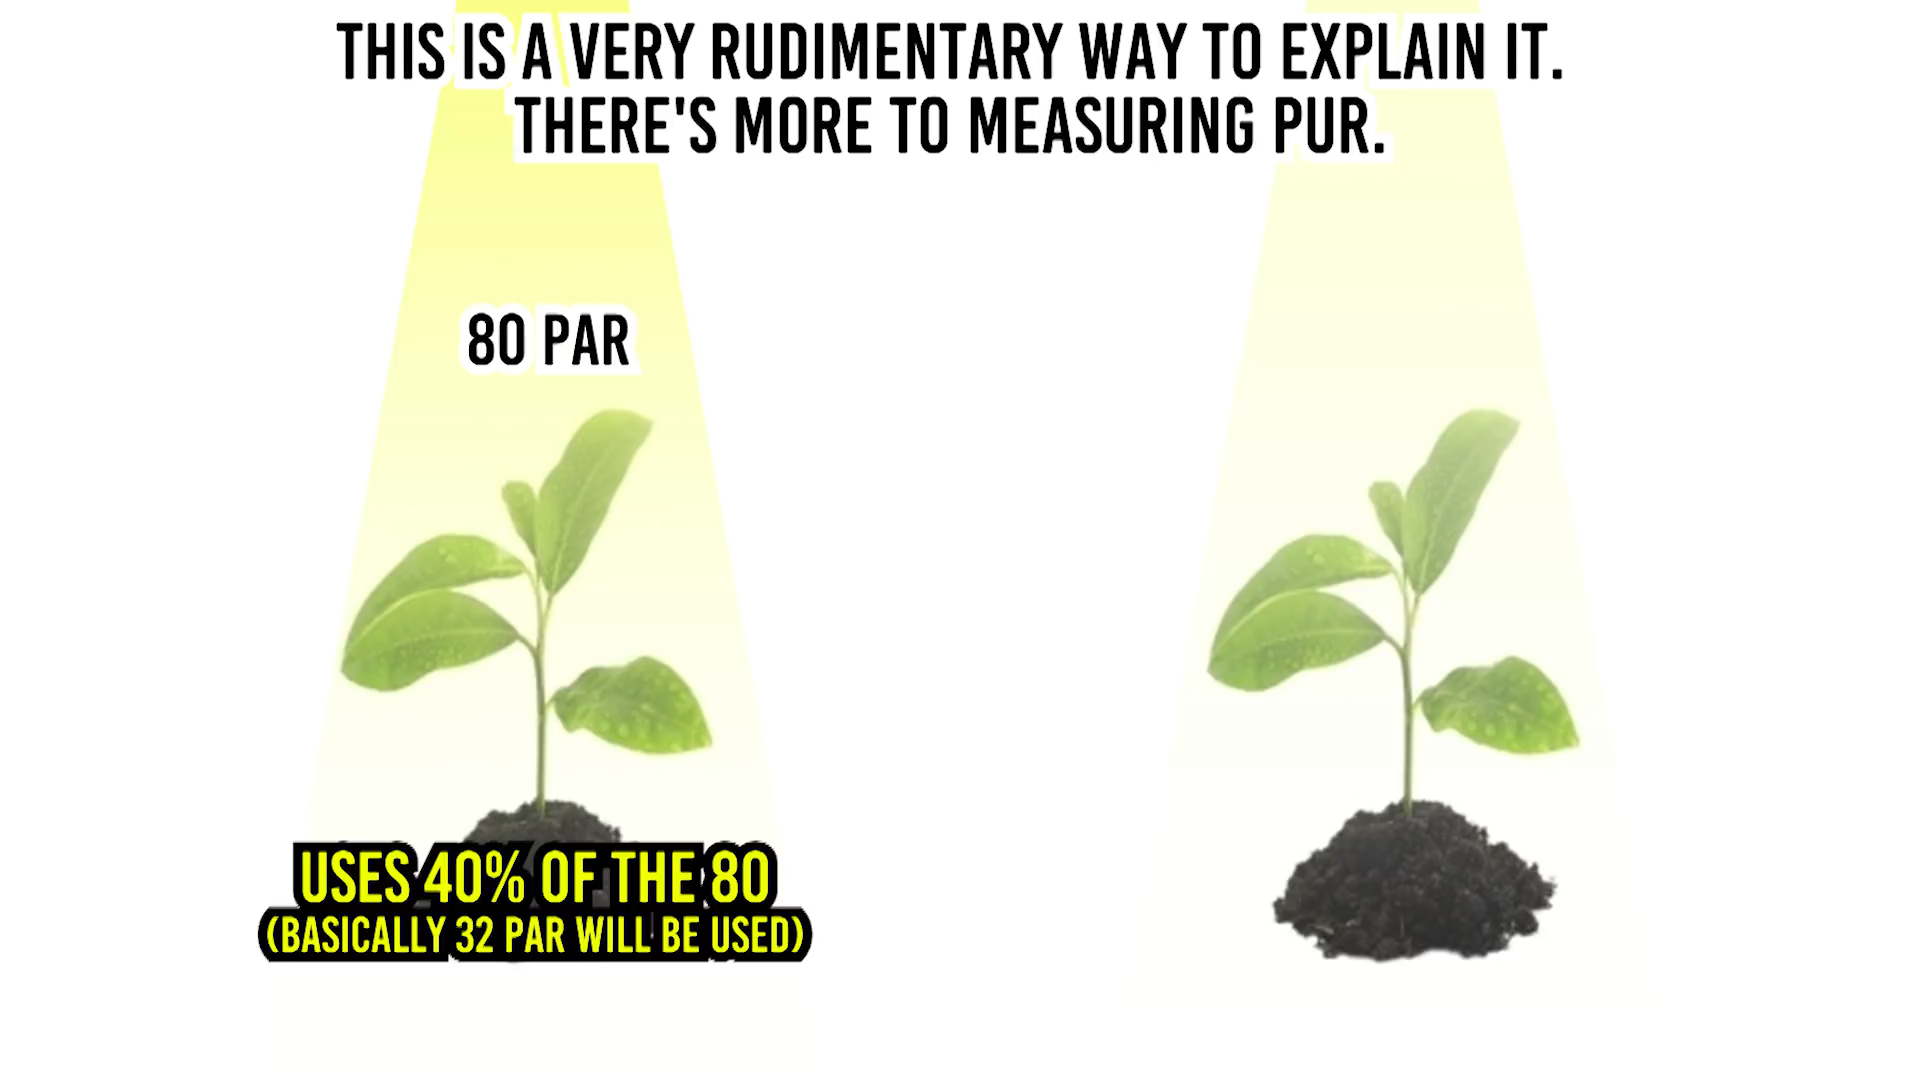 THIS IS A VERY RUDIMENTARY WAY TO EXPLAIN IT.
THERE'S MORE TO MEASURING PUR.
80 PAR
USES 40% OF THE 80
(BASICALLY 32 PAR WILL BE USED)